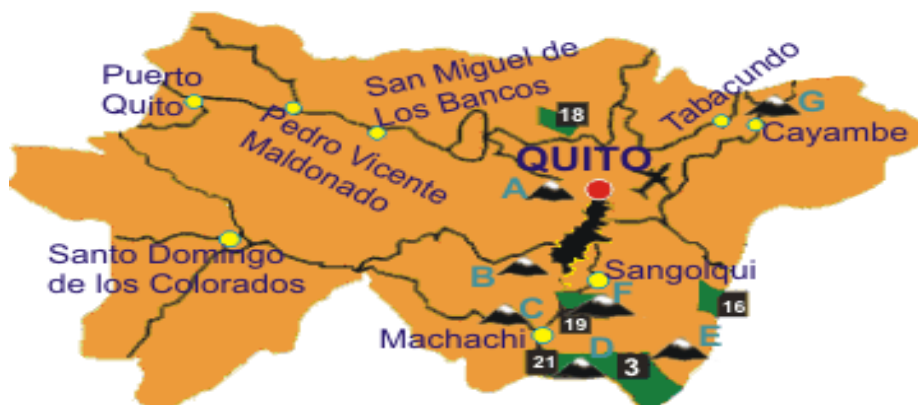 Puerto
Quito
San Miguel de
Los Bancos
Pedro Vicente
Maldonado
18
Tabacundo
G
Cayambe
QUITO
A
Santo Domingo
de los Colorados
B
Sangolqui
C
F
16
19
Machachi
E
D
21
3